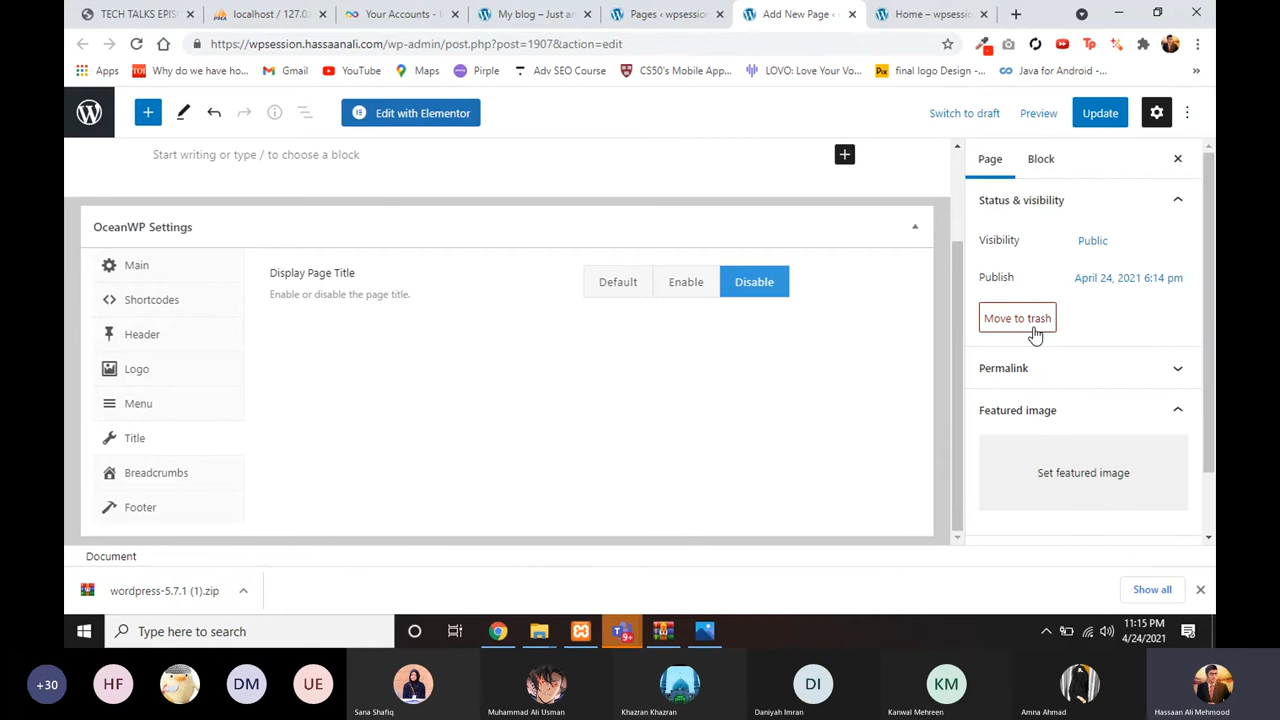 TECH TALKS EPIS
localhost / 127.0.
Your Accounts - I
My blog – Just an
Pages ‹ wpsession
Add New Page ‹
Home – wpsessio
https://wpsession.hassaanali.com/wp-admin/post.php?post=1907&action=edit
Apps
Why do we have ho...
Gmail
YouTube
Maps
Pirple
Adv SEO Course
CS50's Mobile App...
LOVO: Love Your Vo...
final logo Design -...
Java for Android -...
Edit with Elementor
Switch to draft
Preview
Update
Start writing or type / to choose a block
Page
Block
OceanWP Settings
Main
Shortcodes
Header
Logo
Menu
Title
Breadcrumbs
Footer
Display Page Title
Enable or disable the page title.
Default
Enable
Disable
Status & visibility
Visibility
Public
Publish
April 24, 2021 6:14 pm
Move to trash
Permalink
Featured image
Set featured image
Document
wordpress-5.7.1 (1).zip
Show all
Type here to search
9+
11:15 PM
4/24/2021
+30
HF
DM
UE
DI
KM
Sana Shafiq
Muhammad Ali Usman
Khazran Khazran
Daniyah Imran
Kanwal Mehreen
Amna Ahmad
Hassaan Ali Mehmood